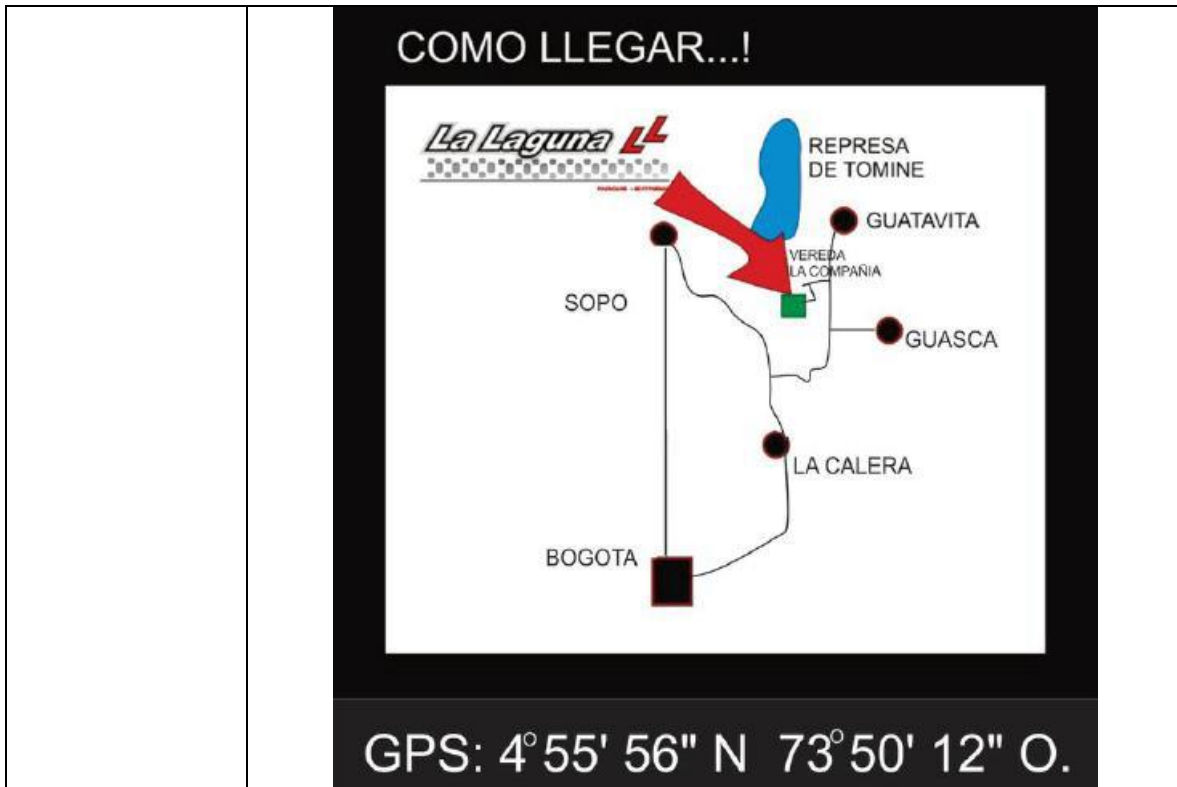 COMO LLEGAR...!
La Laguna LL
REPRESA
DE TOMINE
GUATAVITA
VEREDA
LA COMPAÑIA
SOPO
GUASCA
LA CALERA
BOGOTA
GPS: 4°55' 56" N 73°50' 12" O.